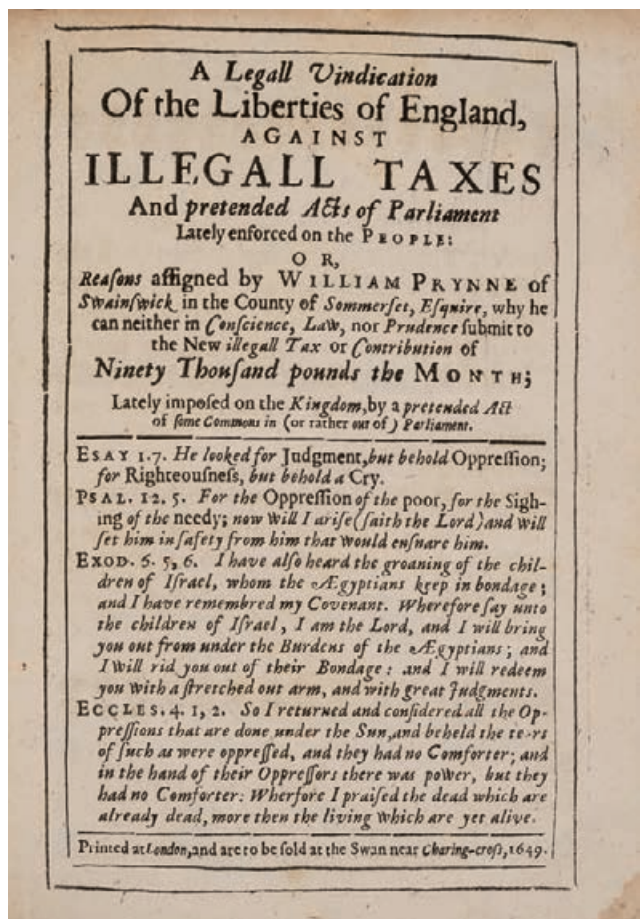 A Legall Vindication
Of the Liberties of England,
AGAINST
ILLEGALL TAXES
And pretended Acts of Parliament
Lately enforced on the PEOPLE:
OR,
Reasons assigned by WILLIAM PRYNNE of
Swainſwick in the County of Sommerſet, Eſquire, why he
can neither in Conſcience, Law, nor Prudence ſubmit to
the New illegall Tax or Contribution of
Ninety Thouſand pounds the MONTH;
Lately imposed on the Kingdom, by a pretended Act
of ſome Commons in (or rather out of) Parliament.
ESAY 1.7. He looked for Judgment, but behold Oppreſſion;
for Righteouſneſs, but behold a Cry.
PSAL. 12. 5. For the Oppreſſion of the poor, for the Sigh-
ing of the needy; now will I ariſe (ſaith the Lord) and will
ſet him in ſafety from him that would enſnare him.
EXOD. 6. 5, 6. I have alſo heard the groaning of the chil-
dren of Iſrael, whom the Ægyptians keep in bondage;
and I have remembred my Covenant. Wherefore ſay unto
the children of Iſrael, I am the Lord, and I will bring
you out from under the Burdens of the Ægyptians; and
I will rid you out of their Bondage: and I will redeem
you with a ſtretched out arm, and with great Judgments.
ECCLES. 4. 1, 2. So I returned and conſidered all the Op-
preſſions that are done under the Sun, and beheld the tears
of ſuch as were oppreſſed, and they had no Comforter; and
in the hand of their Oppreſſors there was power, but they
had no Comforter: Wherfore I praiſed the dead which are
already dead, more then the living which are yet alive.
Printed at London, and are to be ſold at the Swan near Charing-croſs, 1649.